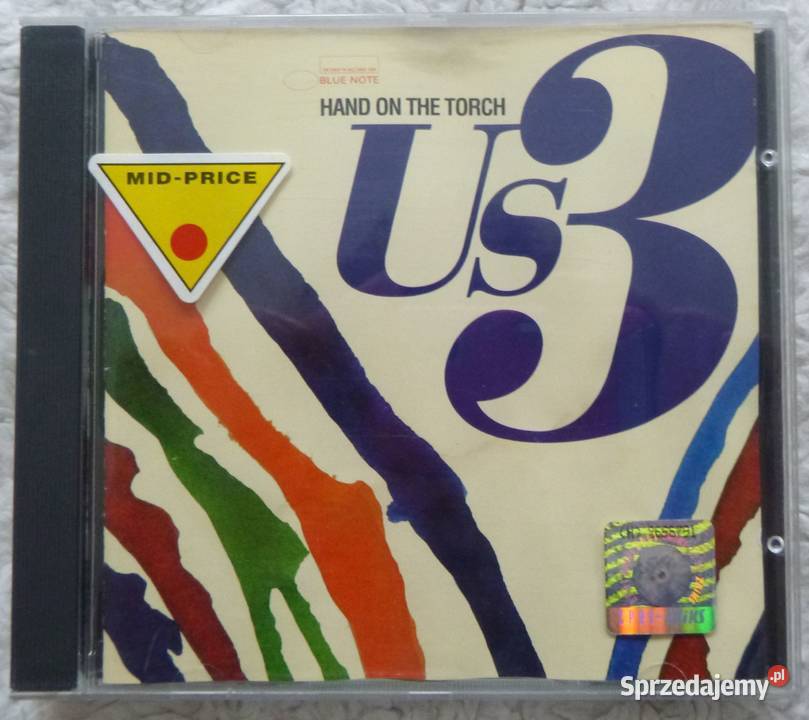 BLUE NOTE
HAND ON THE TORCH
Us3
MID-PRICE
Sprzedajemy.pl